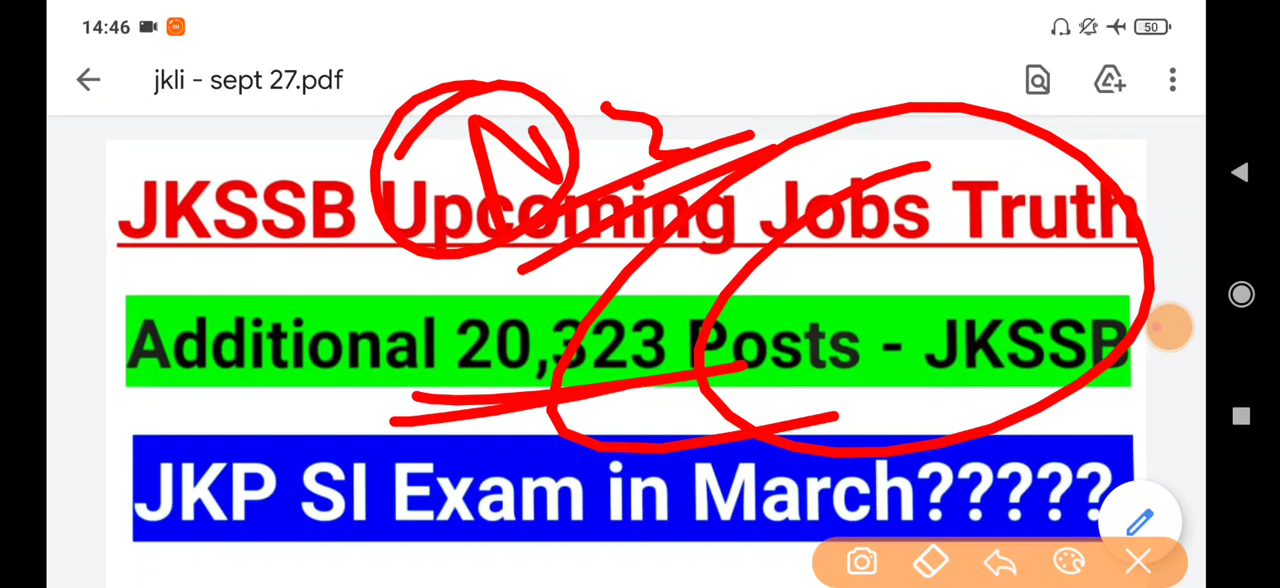 14:46
50
jkli - sept 27.pdf
N
JKSSB Upcoming Jobs Truth
Additional 20,323 Posts - JKSSB
JKP SI Exam in March?????